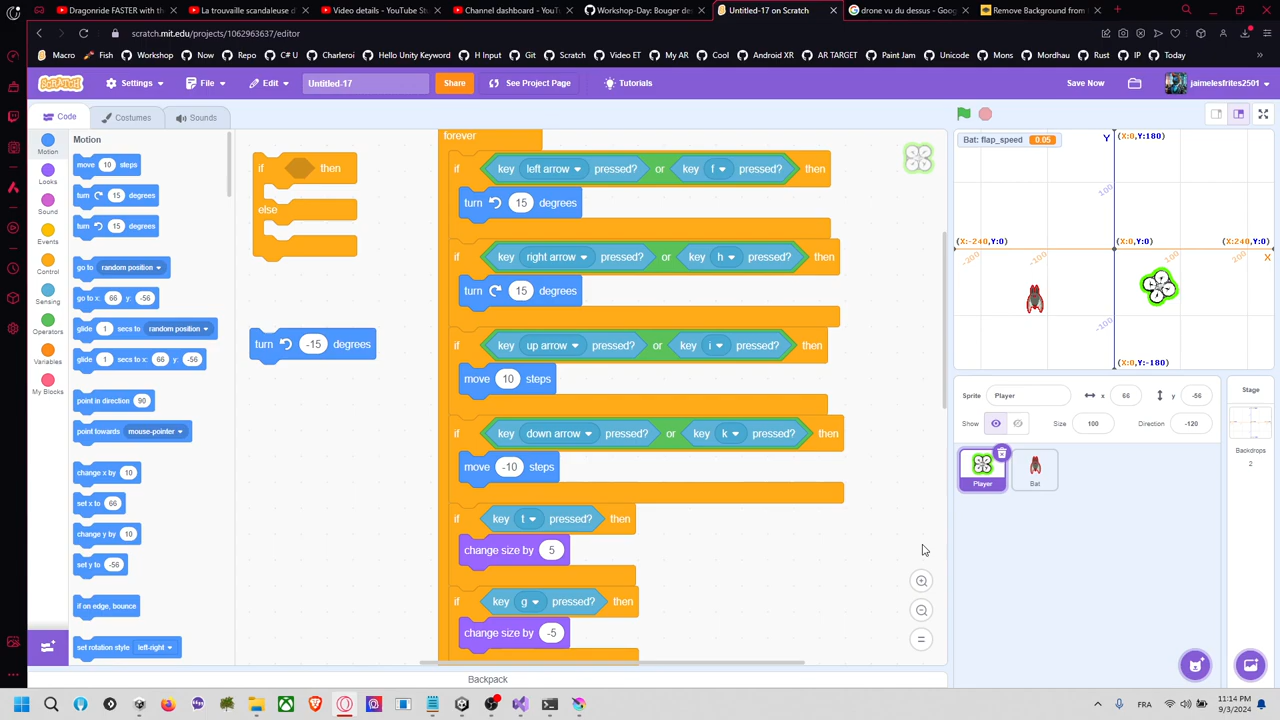 Dragonride FASTER with t
La trouvaille scandaleuse d
Video details - YouTube Stu
Channel dashboard - YouT
Workshop-Day: Bouger de
Untitled-17 on Scratch
drone vu du dessus - Goog
Remove Background from I
scratch.mit.edu/projects/1062963637/editor
Macro
Fish
Workshop
Now
Repo
C# U
Charleroi
Hello Unity Keyword
H Input
Git
Scratch
Video ET
My AR
Cool
Android XR
AR TARGET
Paint Jam
Unicode
Mons
Mordhau
Rust
IP
Today
SCRATCH
Settings
File
Edit
Untitled-17
Share
See Project Page
Tutorials
Save Now
jaimelesfrites2501
Code
Costumes
Sounds
Motion
Looks
Sound
Events
Control
Sensing
Operators
Variables
My Blocks
Motion
move 10 steps
turn 15 degrees
turn 15 degrees
go to random position
go to x: 66 y: -56
glide 1 secs to random position
glide 1 secs to x: 66 y: -56
point in direction 90
point towards mouse-pointer
change x by 10
set x to 66
change y by 10
set y to -56
if on edge, bounce
set rotation style left-right
if then
else
turn -15 degrees
forever
if key left arrow pressed? or key f pressed? then
turn 15 degrees
if key right arrow pressed? or key h pressed? then
turn 15 degrees
if key up arrow pressed? or key i pressed? then
move 10 steps
if key down arrow pressed? or key k pressed? then
move -10 steps
if key t pressed? then
change size by 5
if key g pressed? then
change size by -5
Backpack
Bat: flap_speed 0.05
Y
(X:0,Y:180)
100
(X:-240,Y:0)
(X:0,Y:0)
(X:240,Y:0)
-200
-100
100
200
X
-100
(X:0,Y:-180)
Sprite
Player
x
66
y
-56
Show
Size
100
Direction
-120
Player
Bat
Stage
Backdrops
2
FRA
11:14 PM
9/3/2024